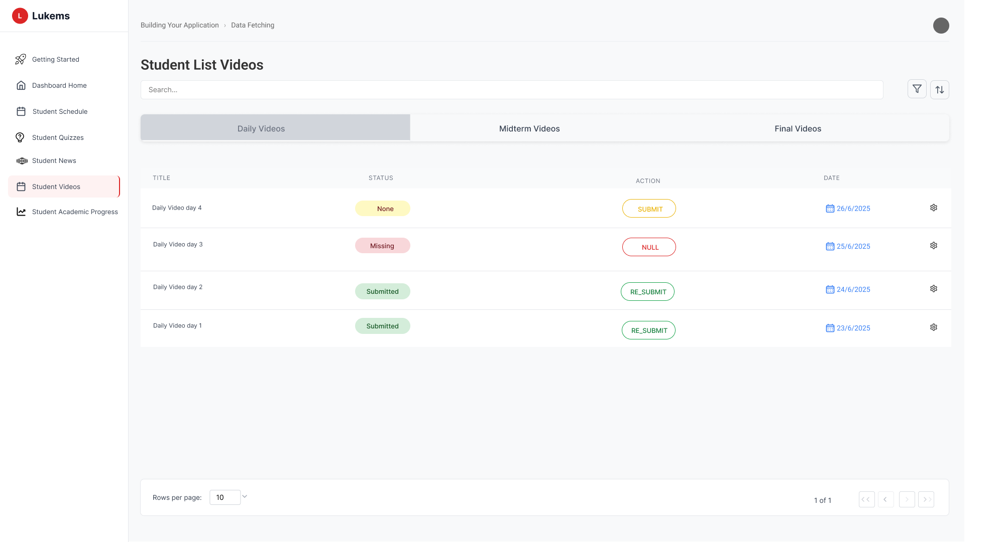 L Lukems
Getting Started
Dashboard Home
Student Schedule
Student Quizzes
Student News
Student Videos
Student Academic Progress
Building Your Application › Data Fetching
Student List Videos
Search...
Daily Videos Midterm Videos Final Videos
TITLE STATUS ACTION DATE
Daily Video day 4 None SUBMIT 26/6/2025
Daily Video day 3 Missing NULL 25/6/2025
Daily Video day 2 Submitted RE_SUBMIT 24/6/2025
Daily Video day 1 Submitted RE_SUBMIT 23/6/2025
Rows per page: 10 1 of 1